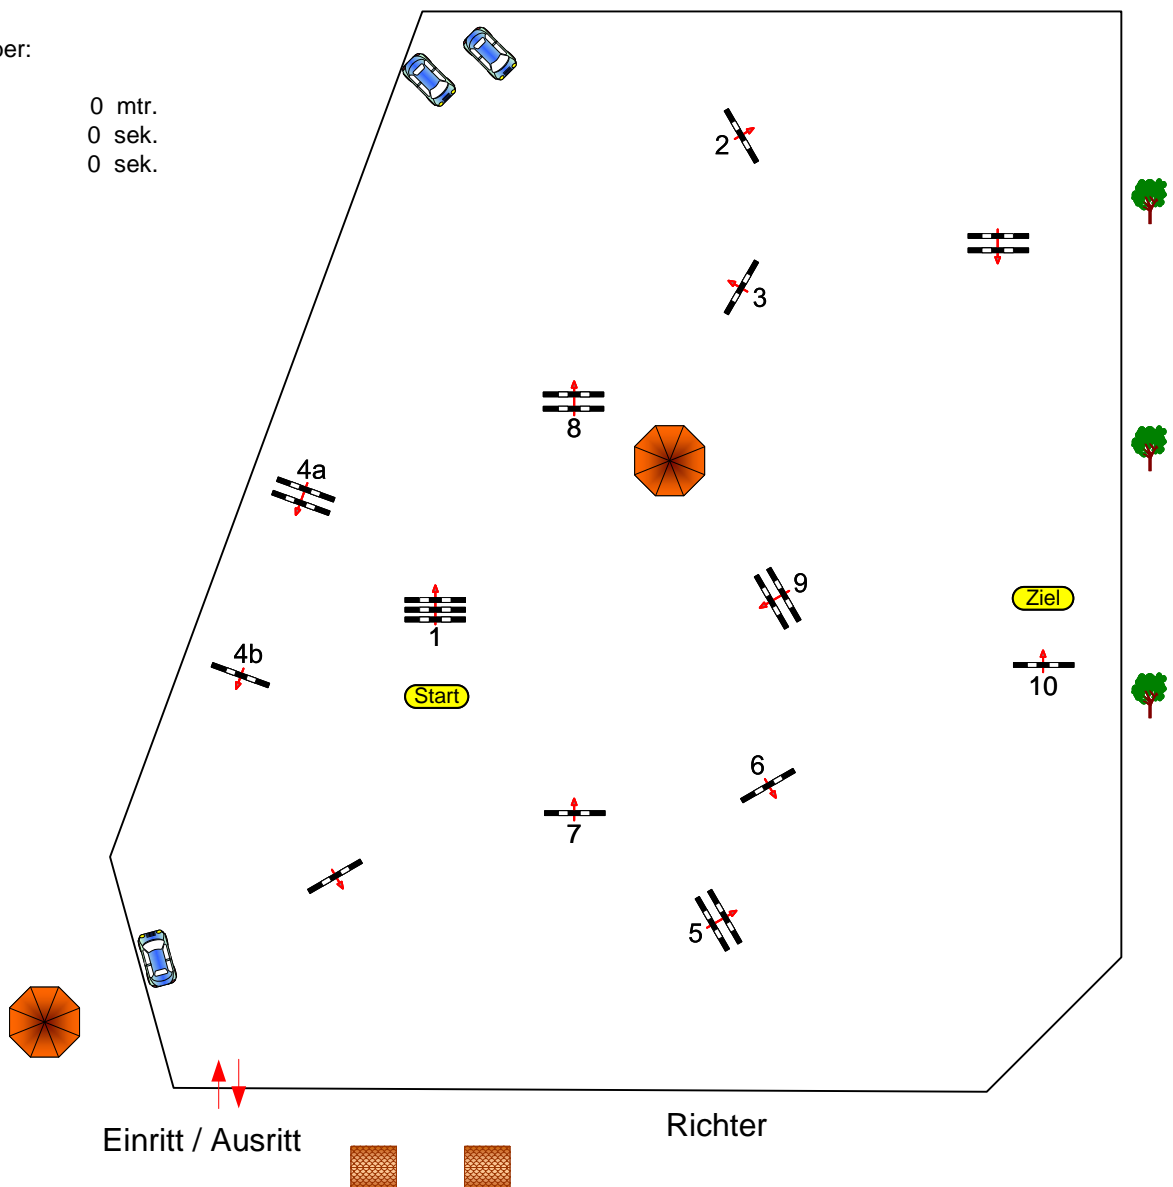 0 mtr.
0 sek.
0 sek.
2
3
8
4a
9
Ziel
1
4b
Start
10
6
7
5
Einritt / Ausritt
Richter